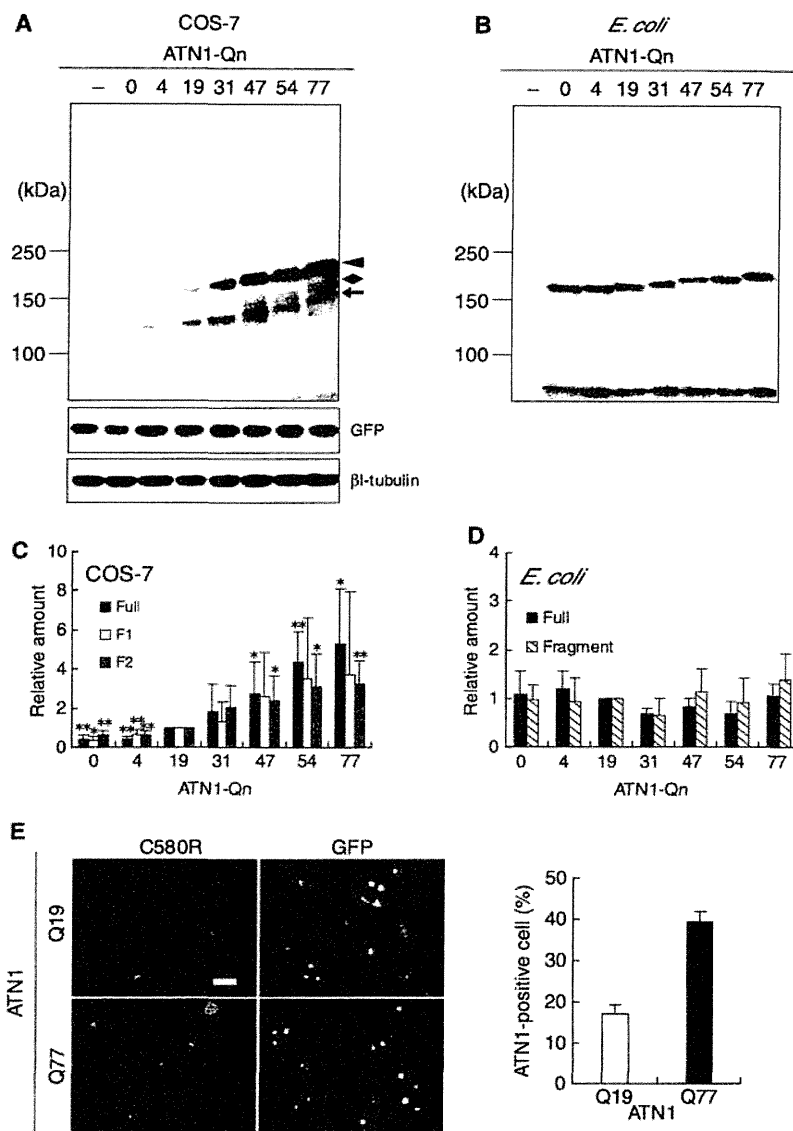 A
COS-7
ATN1-Qn
– 0 4 19 31 47 54 77
(kDa)
250
150
100
GFP
βI-tubulin
B
E. coli
ATN1-Qn
– 0 4 19 31 47 54 77
(kDa)
250
150
100
C
COS-7
Relative amount
10
8
6
4
2
0
Full
F1
F2
** * **
** ** **
* *
** *
* **
0 4 19 31 47 54 77
ATN1-Qn
D
E. coli
Relative amount
4
3
2
1
0
Full
Fragment
0 4 19 31 47 54 77
ATN1-Qn
E
C580R GFP
ATN1
Q19
Q77
ATN1-positive cell (%)
50
40
30
20
10
0
Q19 Q77
ATN1